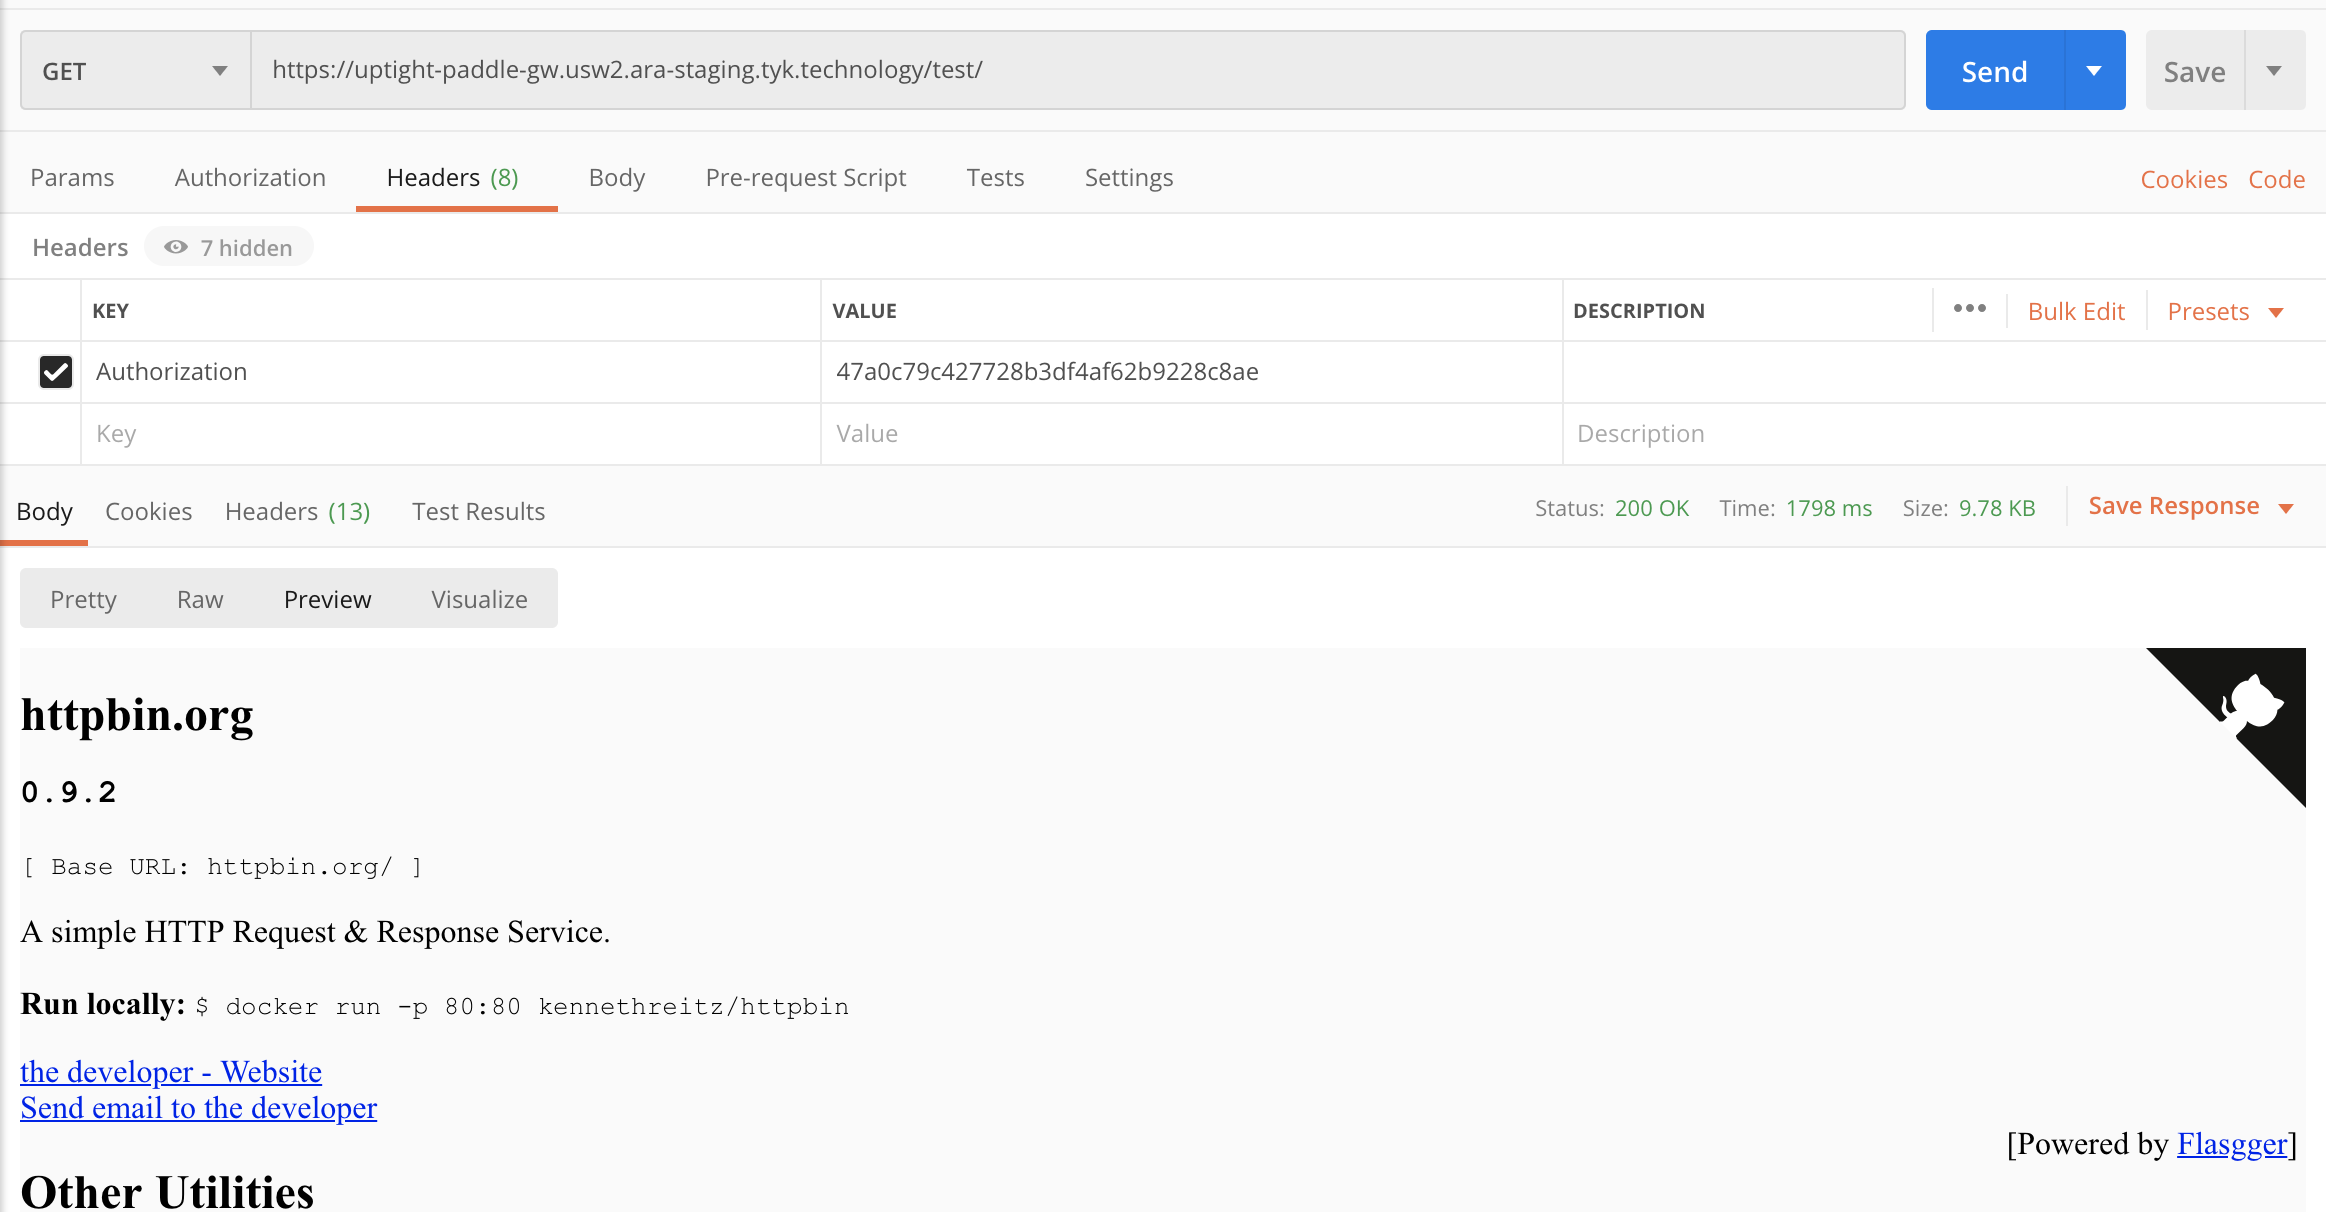 GET https://uptight-paddle-gw.usw2.ara-staging.tyk.technology/test/ Send Save
Params Authorization Headers (8) Body Pre-request Script Tests Settings Cookies Code
Headers 7 hidden
KEY VALUE DESCRIPTION ••• Bulk Edit Presets
Authorization 47a0c79c427728b3df4af62b9228c8ae
Key Value Description
Body Cookies Headers (13) Test Results Status: 200 OK Time: 1798 ms Size: 9.78 KB Save Response
Pretty Raw Preview Visualize
httpbin.org
0.9.2
[ Base URL: httpbin.org/ ]
A simple HTTP Request & Response Service.
Run locally: $ docker run -p 80:80 kennethreitz/httpbin
the developer - Website
Send email to the developer
[Powered by Flasgger]
Other Utilities